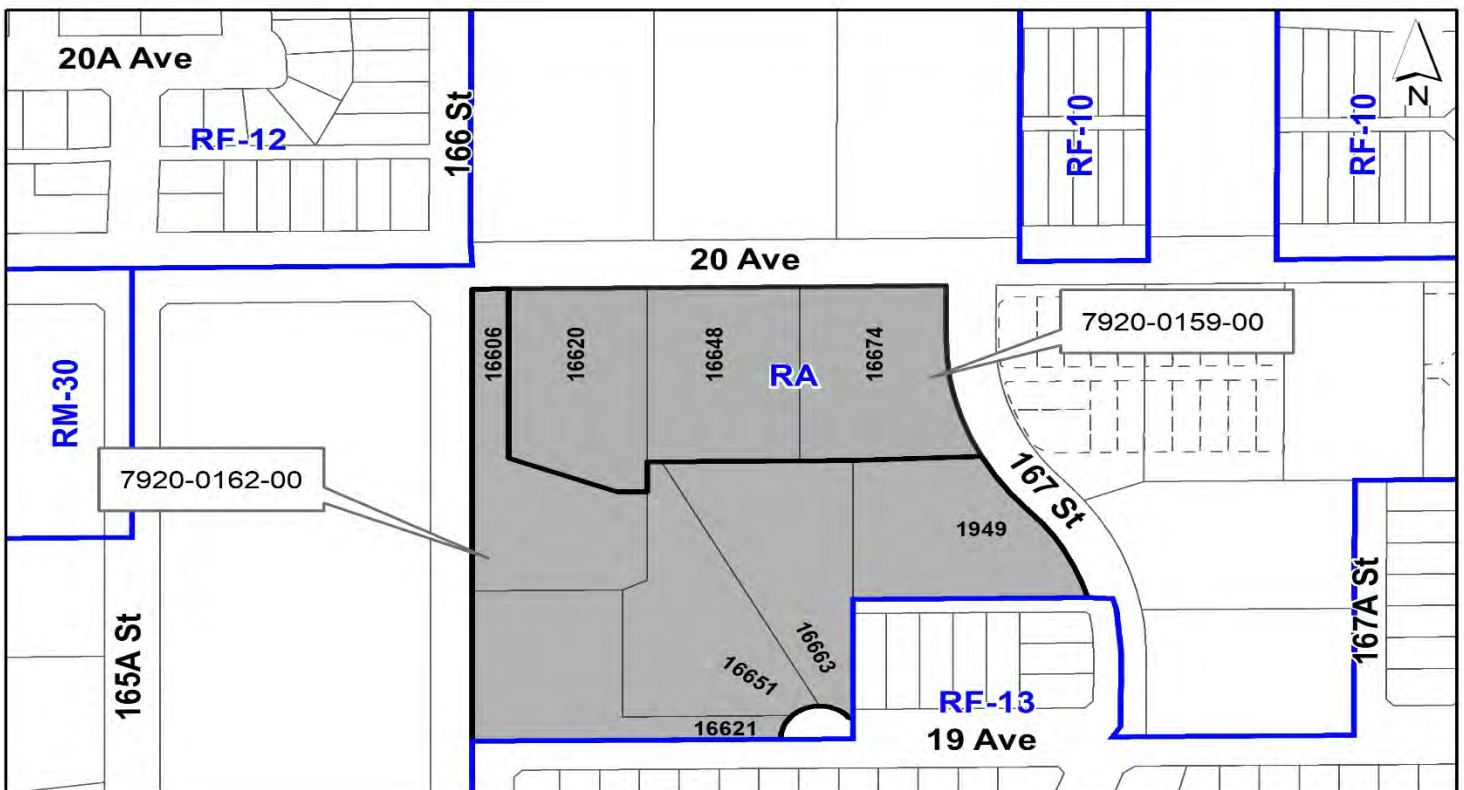 20A Ave
RF-12
166 St
RF-10
RF-10
N
20 Ave
16606
16620
16648
RA
16674
7920-0159-00
RM-30
7920-0162-00
167 St
1949
165A St
16651
16663
167A St
16621
RF-13
19 Ave